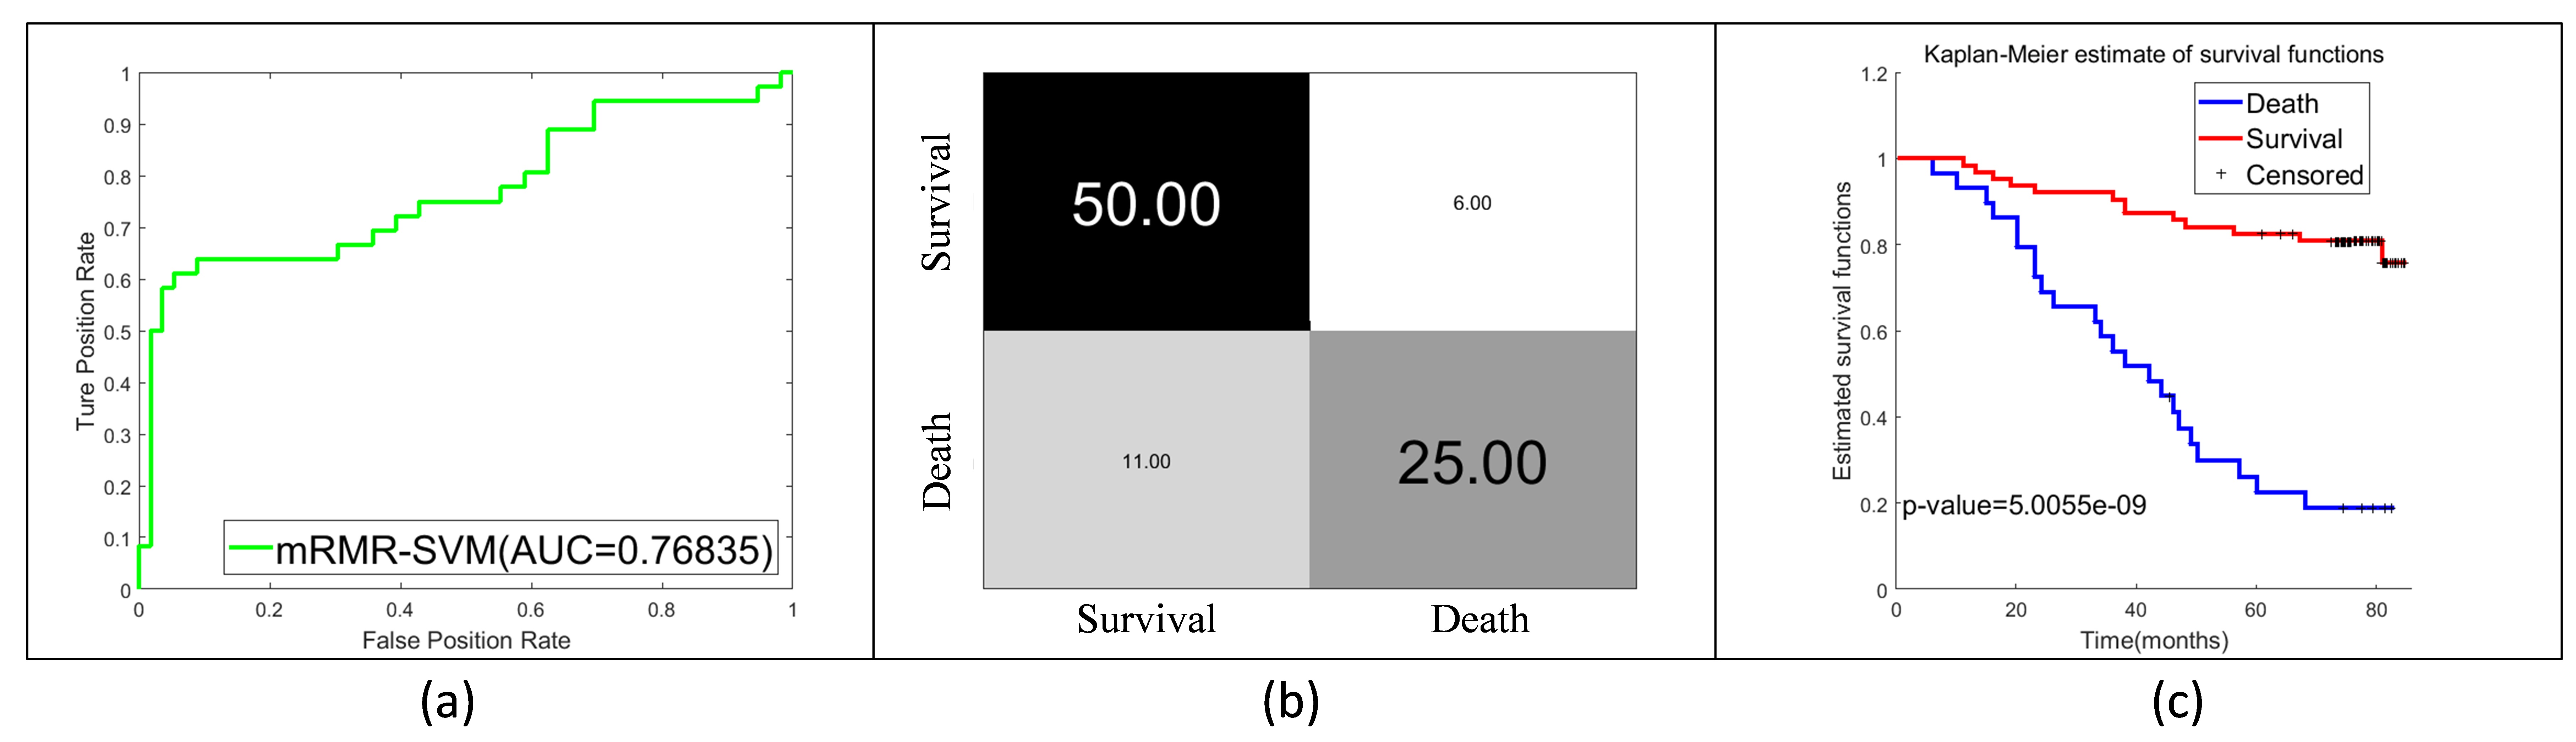 1
0.9
0.8
0.7
0.6
0.5
0.4
0.3
0.2
0.1
0
Ture Position Rate
mRMR-SVM(AUC=0.76835)
0 0.2 0.4 0.6 0.8 1
False Position Rate
(a)
Survival
50.00 6.00
Death
11.00 25.00
Survival Death
(b)
Kaplan-Meier estimate of survival functions
1.2
1
0.8
0.6
0.4
0.2
0
Estimated survival functions
Death
Survival
Censored
p-value=5.0055e-09
0 20 40 60 80
Time(months)
(c)